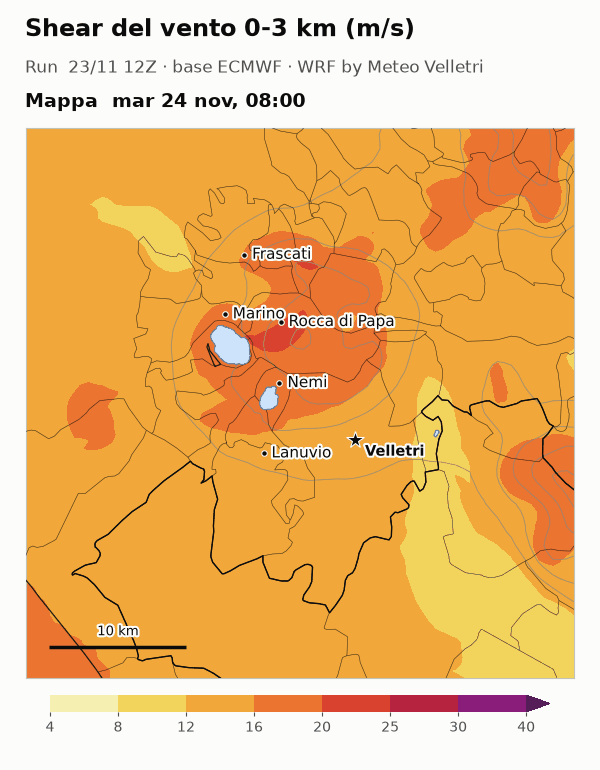 Shear del vento 0-3 km (m/s)
Run  23/11 12Z · base ECMWF · WRF by Meteo Velletri
Mappa  mar 24 nov, 08:00
Frascati
Marino
Rocca di Papa
Nemi
Velletri
Lanuvio
10 km
4 8 12 16 20 25 30 40